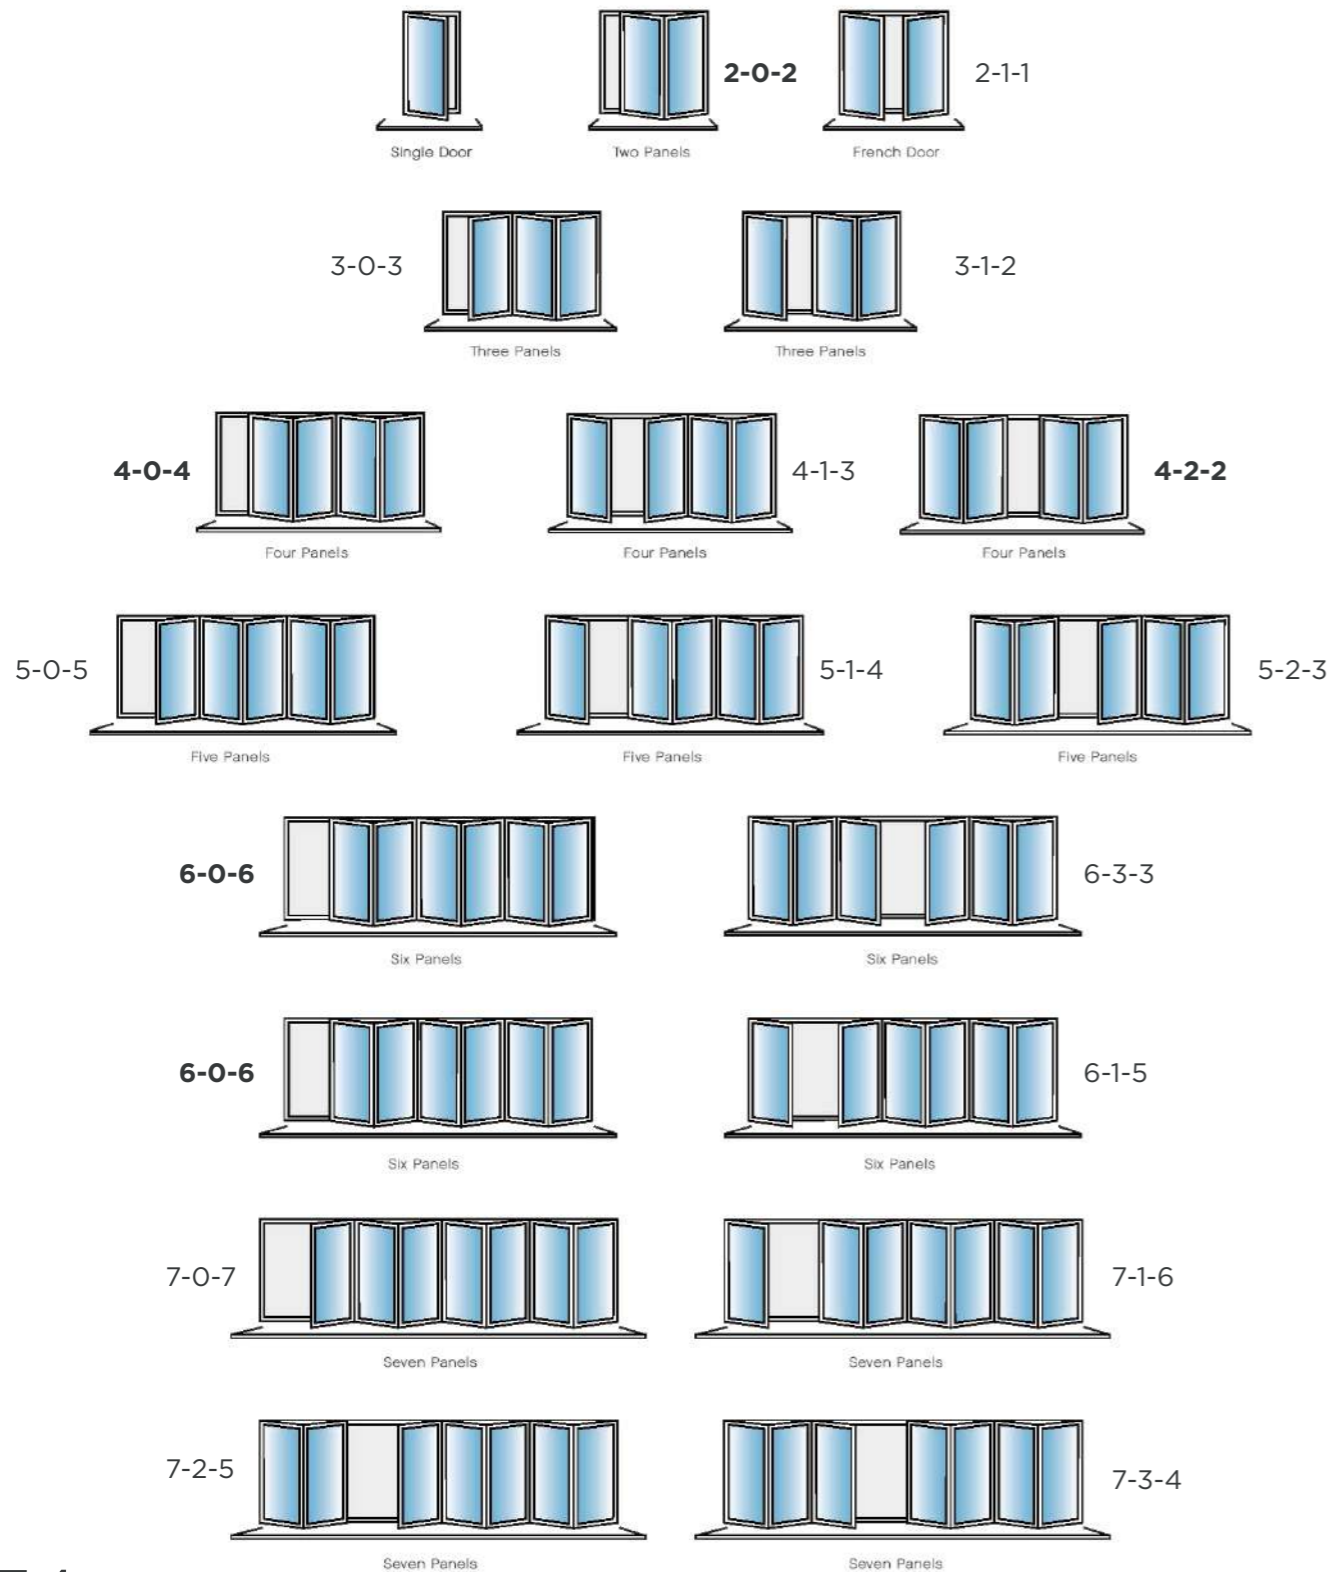 2-0-2
2-1-1
Single Door
Two Panels
French Door
3-0-3
3-1-2
Three Panels
Three Panels
4-0-4
4-1-3
4-2-2
Four Panels
Four Panels
Four Panels
5-0-5
5-1-4
5-2-3
Five Panels
Five Panels
Five Panels
6-0-6
6-3-3
Six Panels
Six Panels
6-0-6
6-1-5
Six Panels
Six Panels
7-0-7
7-1-6
Seven Panels
Seven Panels
7-2-5
7-3-4
Seven Panels
Seven Panels